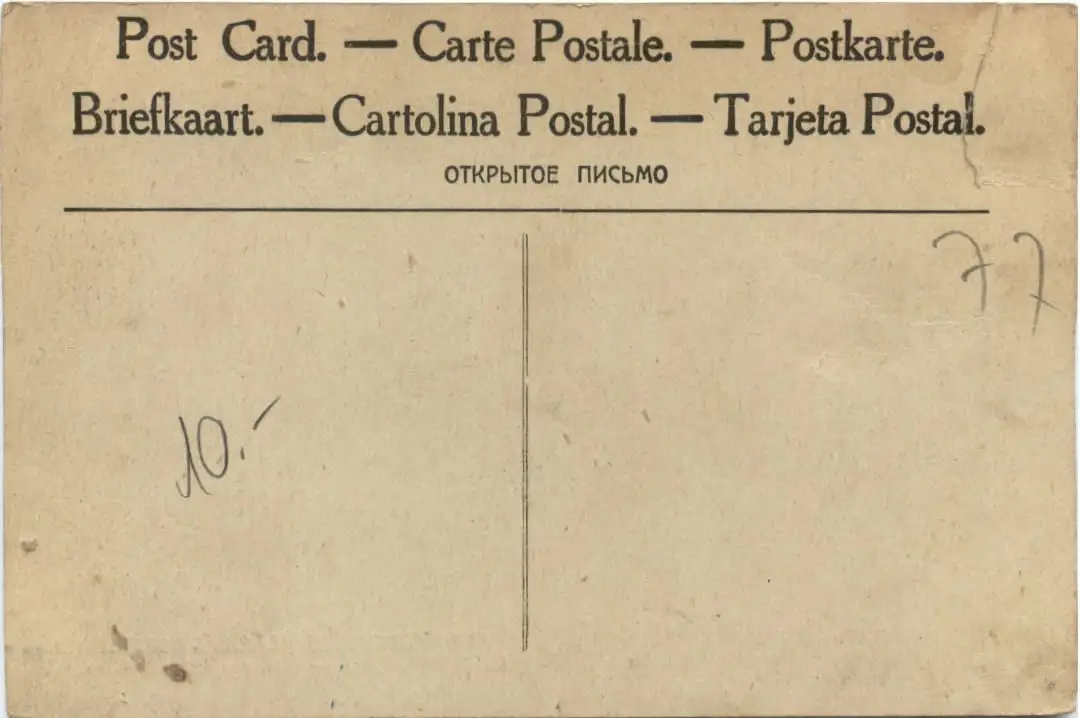 Post Card. — Carte Postale. — Postkarte.
Briefkaart. — Cartolina Postal. — Tarjeta Postal.
ОТКРЫТОЕ ПИСЬМО
77
10.-